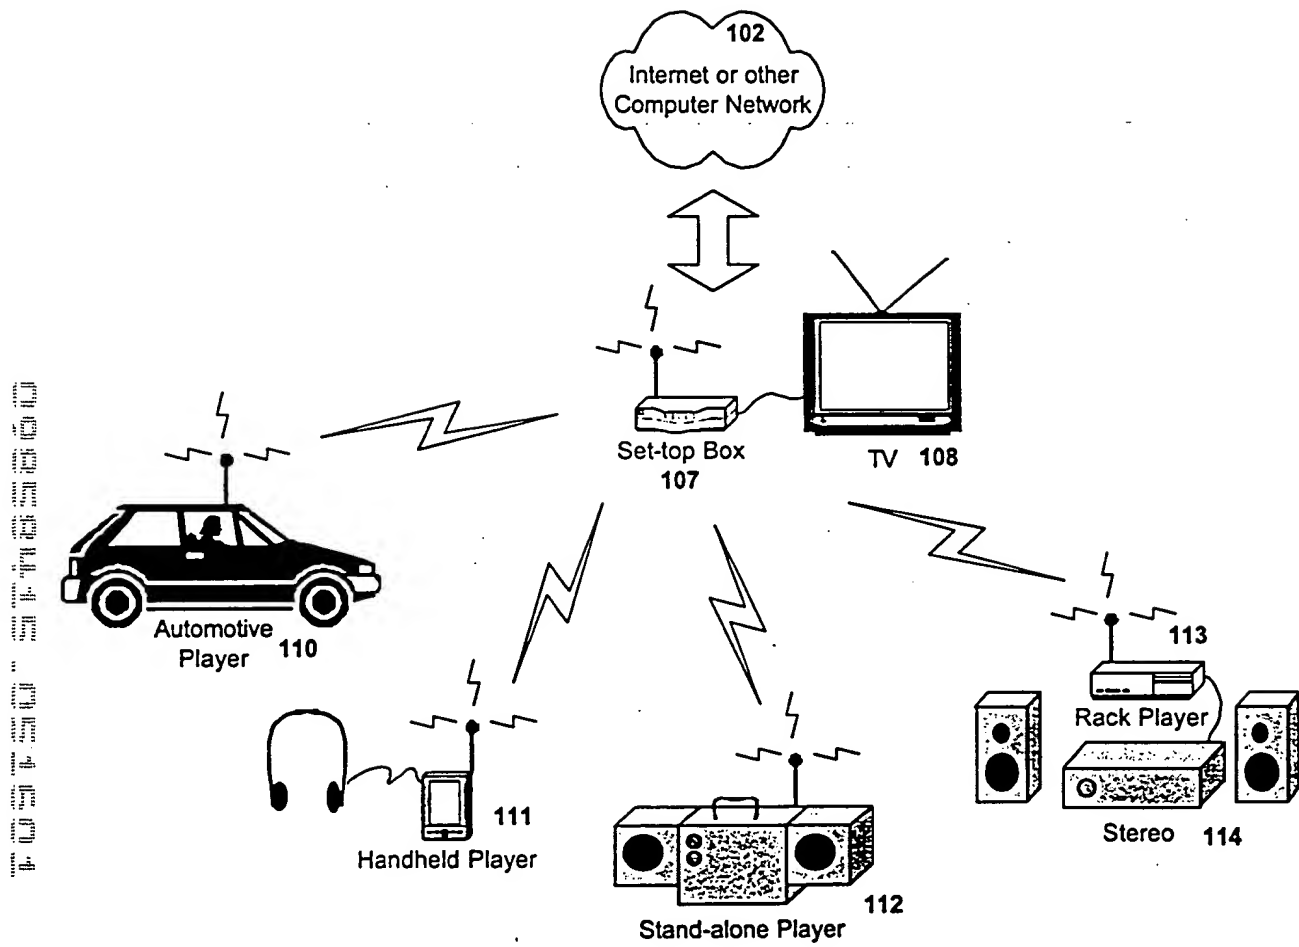 102
Internet or other
Computer Network
Set-top Box
107
TV 108
Automotive
Player 110
113
Rack Player
111
Handheld Player
Stereo 114
112
Stand-alone Player